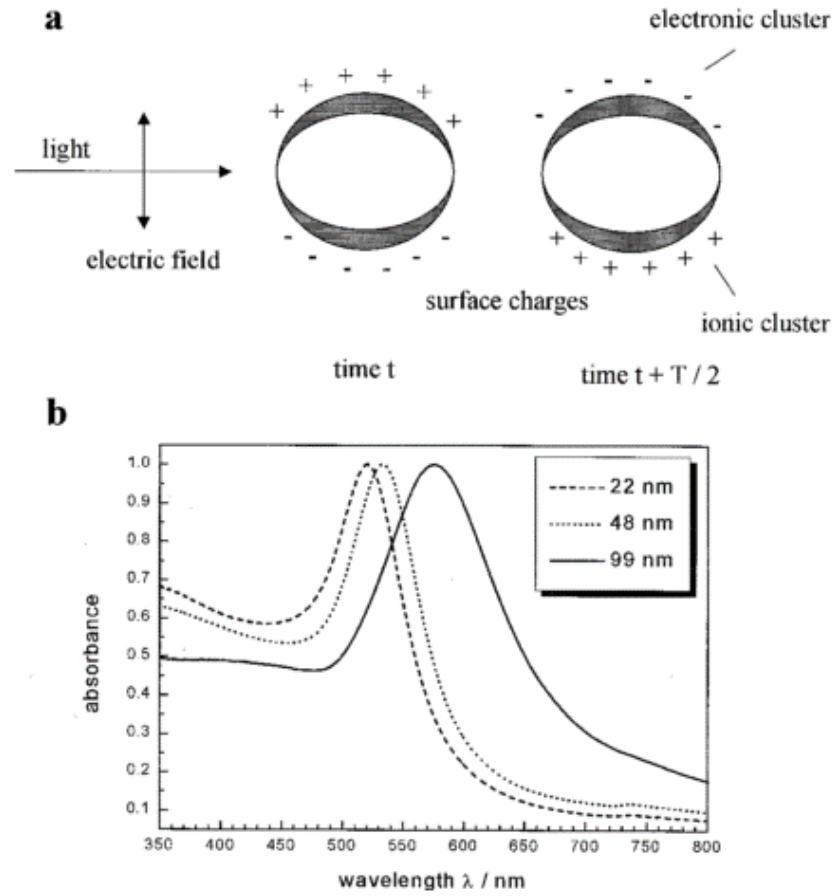 a
electronic cluster
+ + + + + +
- - - - - -
light
electric field
- - - - - -
+ + + + + +
surface charges
ionic cluster
time t
time t + T / 2
b
1.0
0.9
0.8
0.7
0.6
0.5
0.4
0.3
0.2
0.1
absorbance
22 nm
48 nm
99 nm
350 400 450 500 550 600 650 700 750 800
wavelength λ / nm